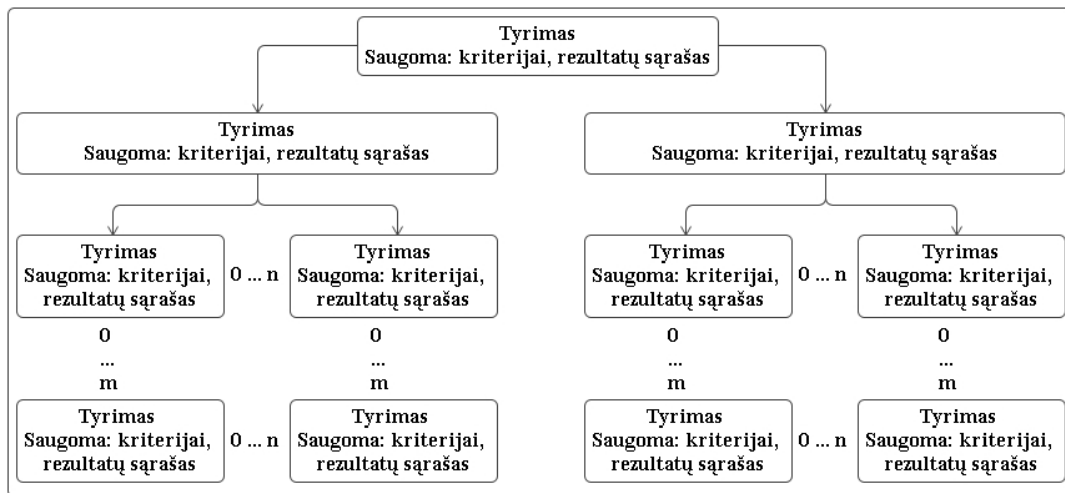 Tyrimas
Saugoma: kriterijai, rezultatų sąrašas
Tyrimas
Saugoma: kriterijai, rezultatų sąrašas
Tyrimas
Saugoma: kriterijai, rezultatų sąrašas
Tyrimas
Saugoma: kriterijai,
rezultatų sąrašas
0 ... n
Tyrimas
Saugoma: kriterijai,
rezultatų sąrašas
Tyrimas
Saugoma: kriterijai,
rezultatų sąrašas
0 ... n
Tyrimas
Saugoma: kriterijai,
rezultatų sąrašas
0
...
m
0
...
m
0
...
m
0
...
m
Tyrimas
Saugoma: kriterijai,
rezultatų sąrašas
0 ... n
Tyrimas
Saugoma: kriterijai,
rezultatų sąrašas
Tyrimas
Saugoma: kriterijai,
rezultatų sąrašas
0 ... n
Tyrimas
Saugoma: kriterijai,
rezultatų sąrašas